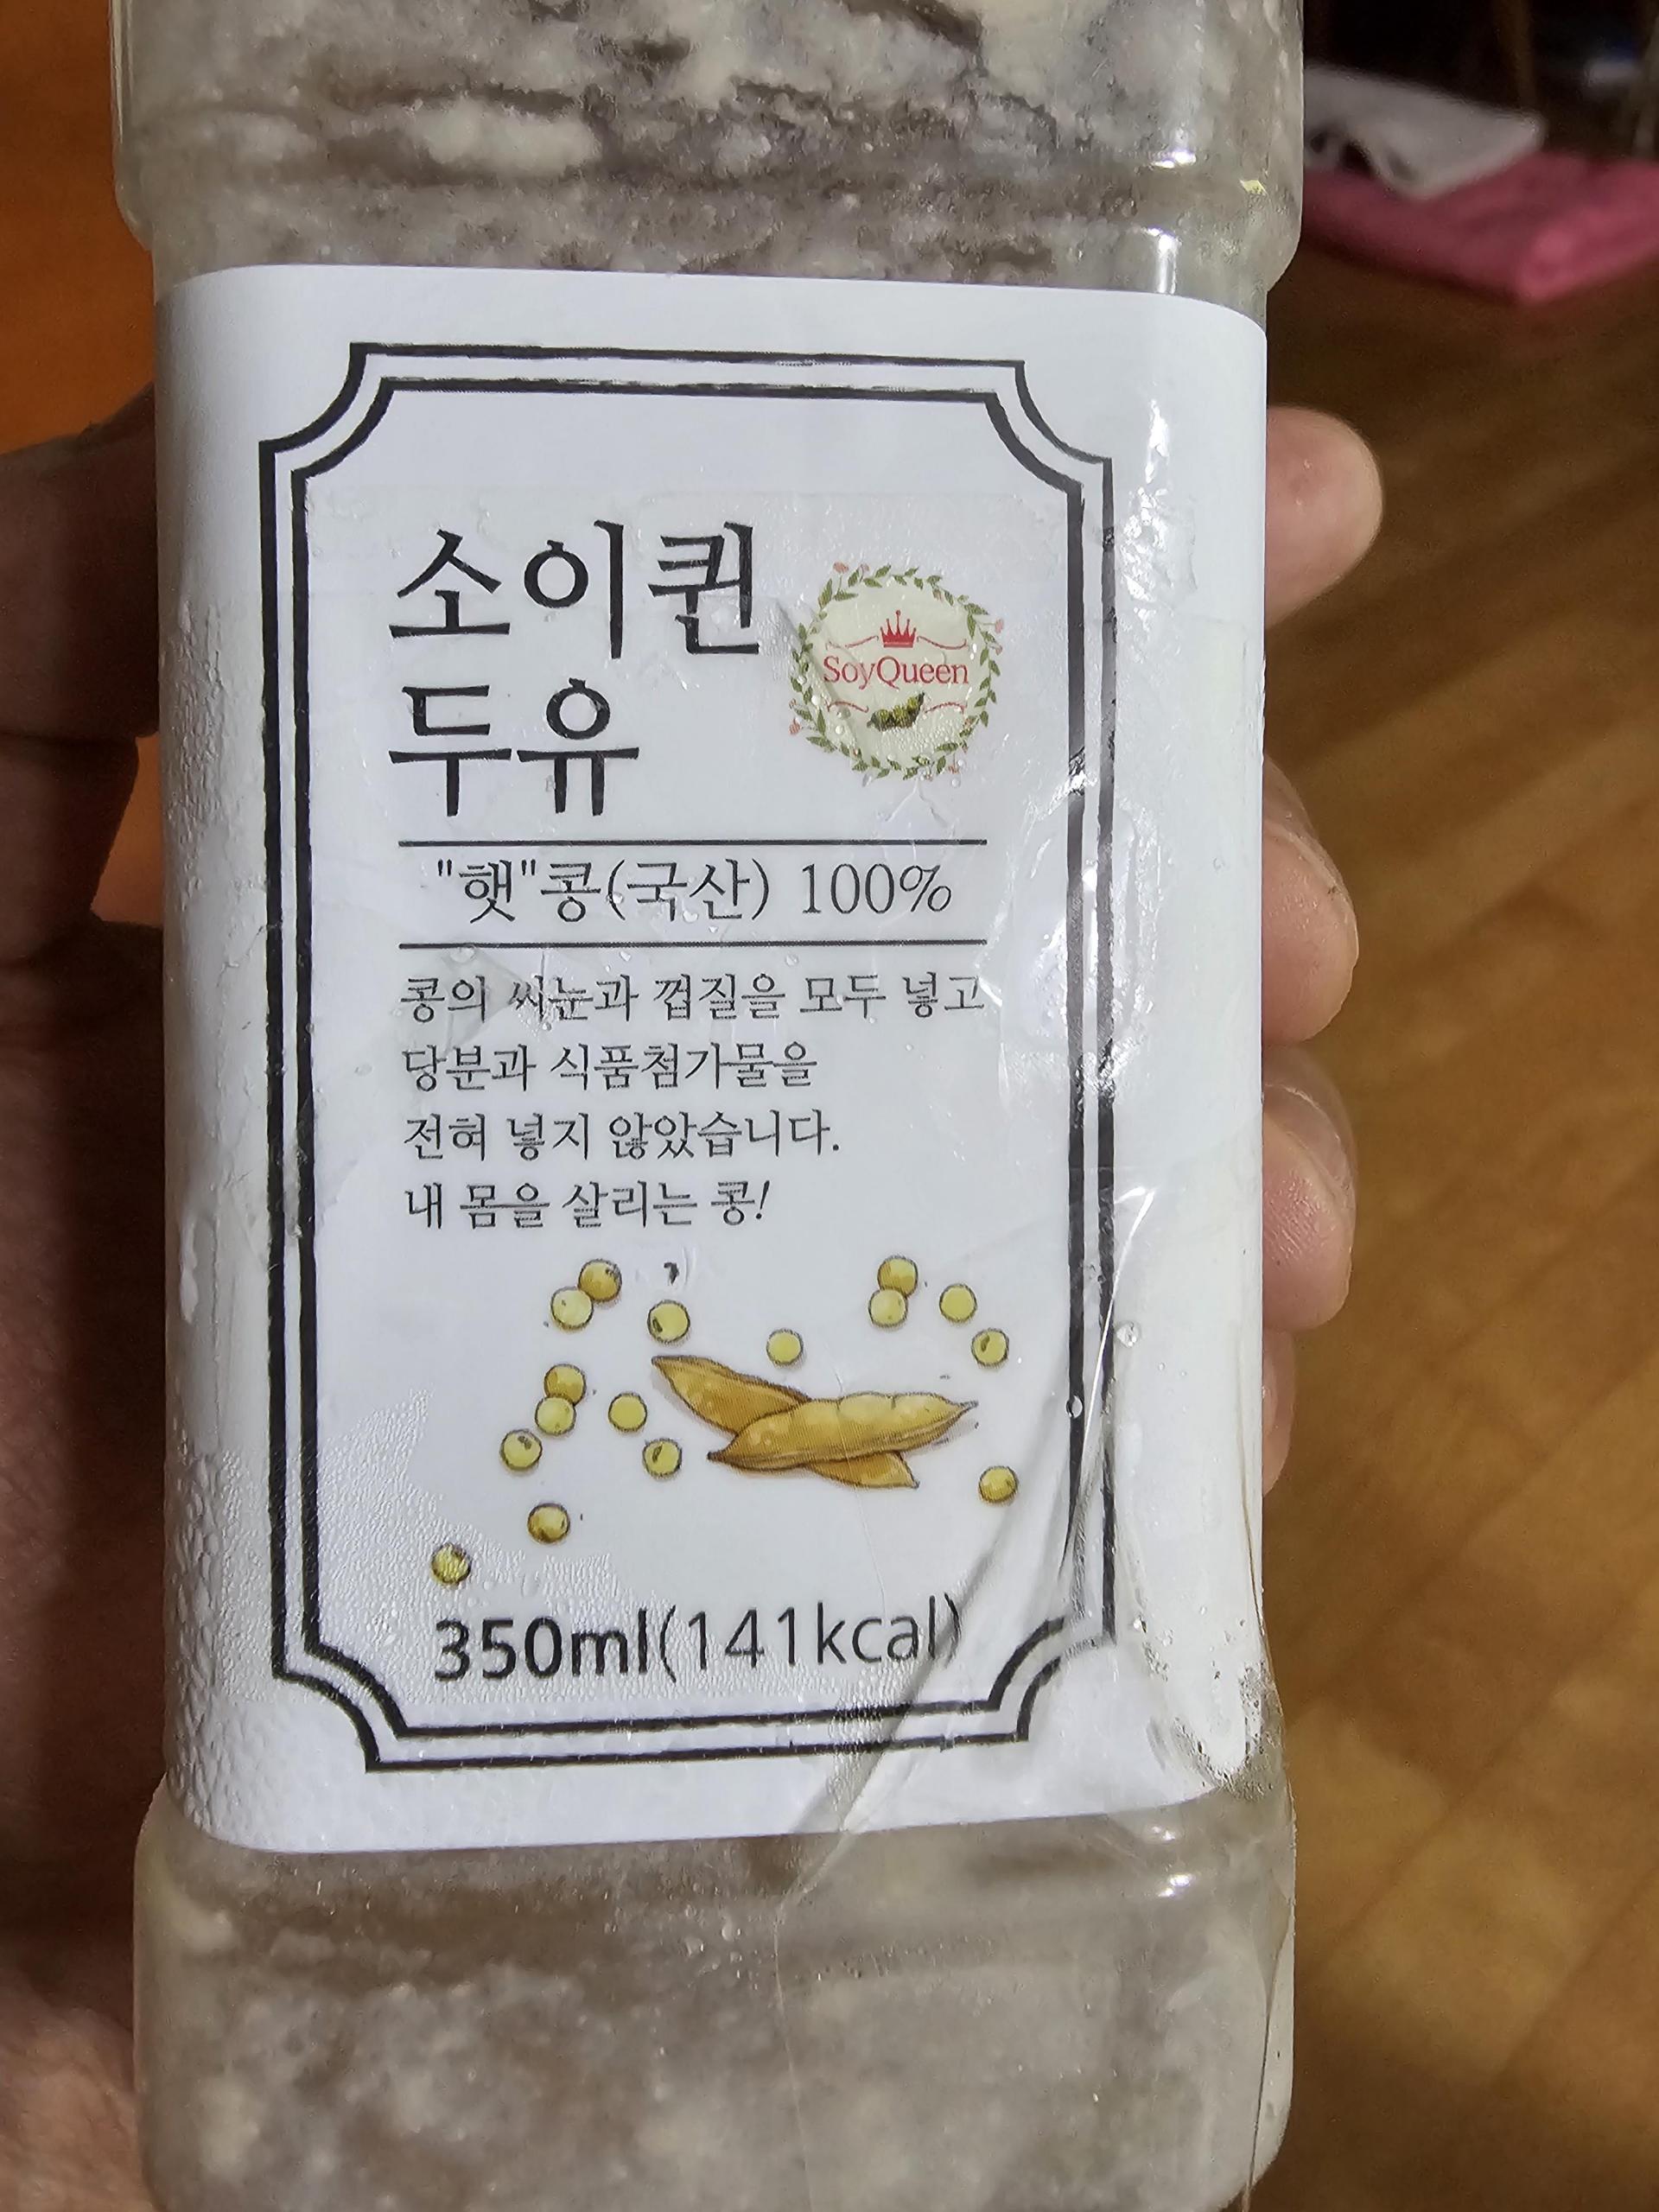 소이퀸
SoyQueen
두유
"햇"콩(국산) 100%
콩의 씨눈과 껍질을 모두 넣고
당분과 식품첨가물을
전혀 넣지 않았습니다.
내 몸을 살리는 콩!
350ml(141kcal)